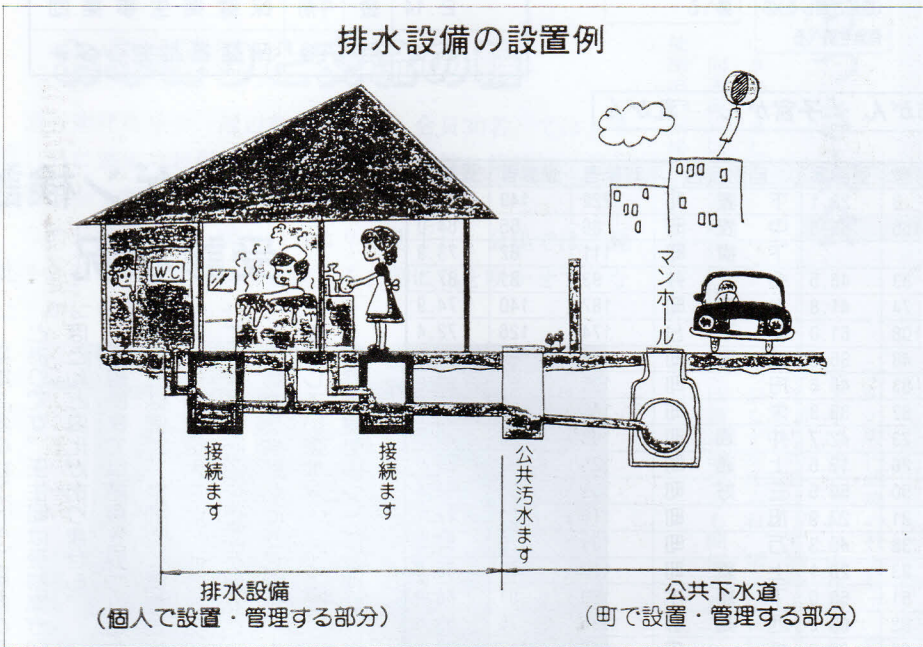 排水設備の設置例
W.C
マンホール
接続ます
接続ます
公共汚水ます
排水設備
(個人で設置・管理する部分)
公共下水道
(町で設置・管理する部分)